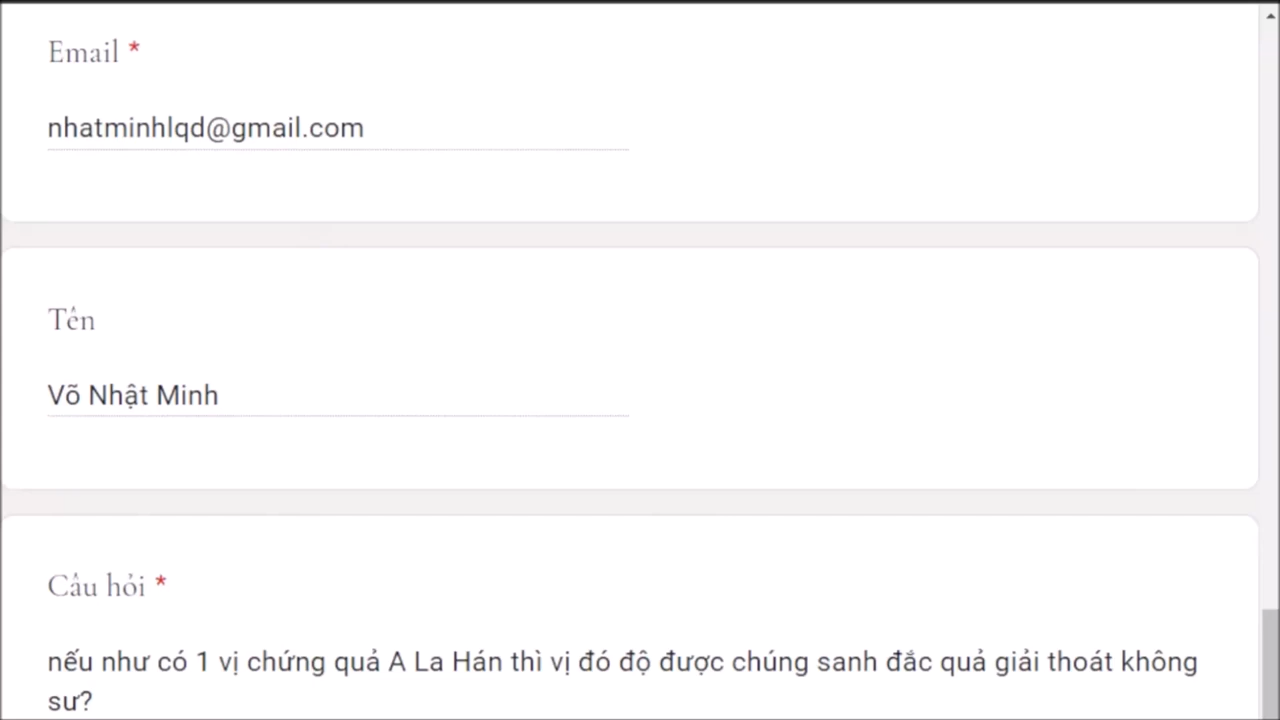 Email *
nhatminhlqd@gmail.com
Tên
Võ Nhật Minh
Câu hỏi *
nếu như có 1 vị chứng quả A La Hán thì vị đó độ được chúng sanh đắc quả giải thoát không
sư?